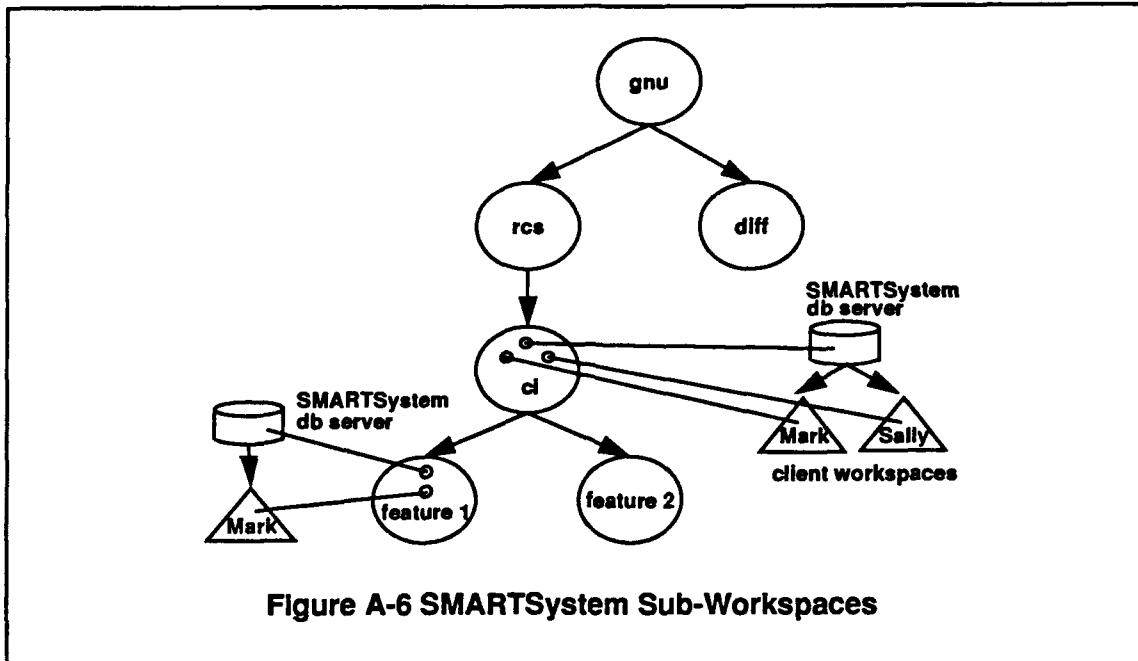 gnu
rcs
diff
SMARTSystem
db server
ci
Mark
Sally
client workspaces
SMARTSystem
db server
feature 1
feature 2
Mark
Figure A-6 SMARTSystem Sub-Workspaces